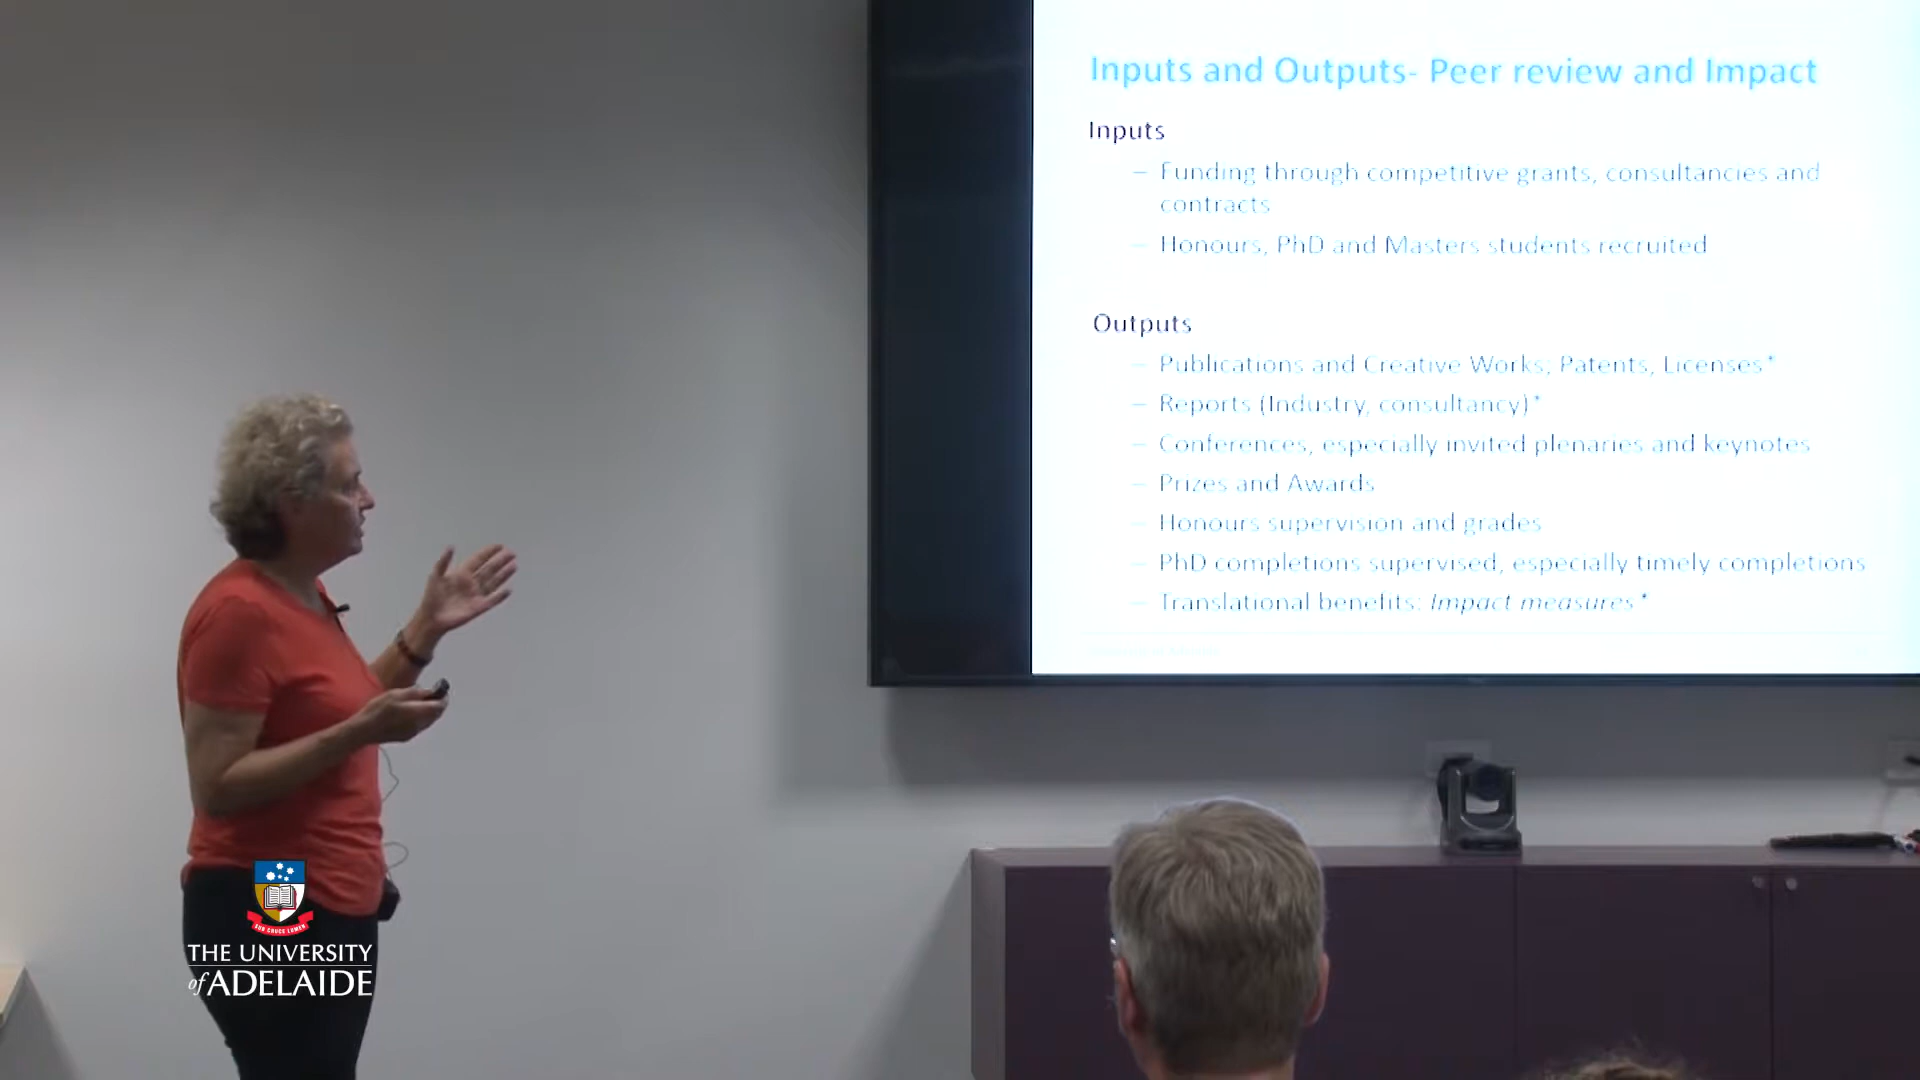 Inputs and Outputs- Peer review and Impact
Inputs
– Funding through competitive grants, consultancies and
contracts
– Honours, PhD and Masters students recruited
Outputs
– Publications and Creative Works; Patents, Licenses*
– Reports (Industry, consultancy)*
– Conferences, especially invited plenaries and keynotes
– Prizes and Awards
– Honours supervision and grades
– PhD completions supervised, especially timely completions
– Translational benefits: Impact measures*
SUB CRUCE LUMEN
THE UNIVERSITY
of ADELAIDE